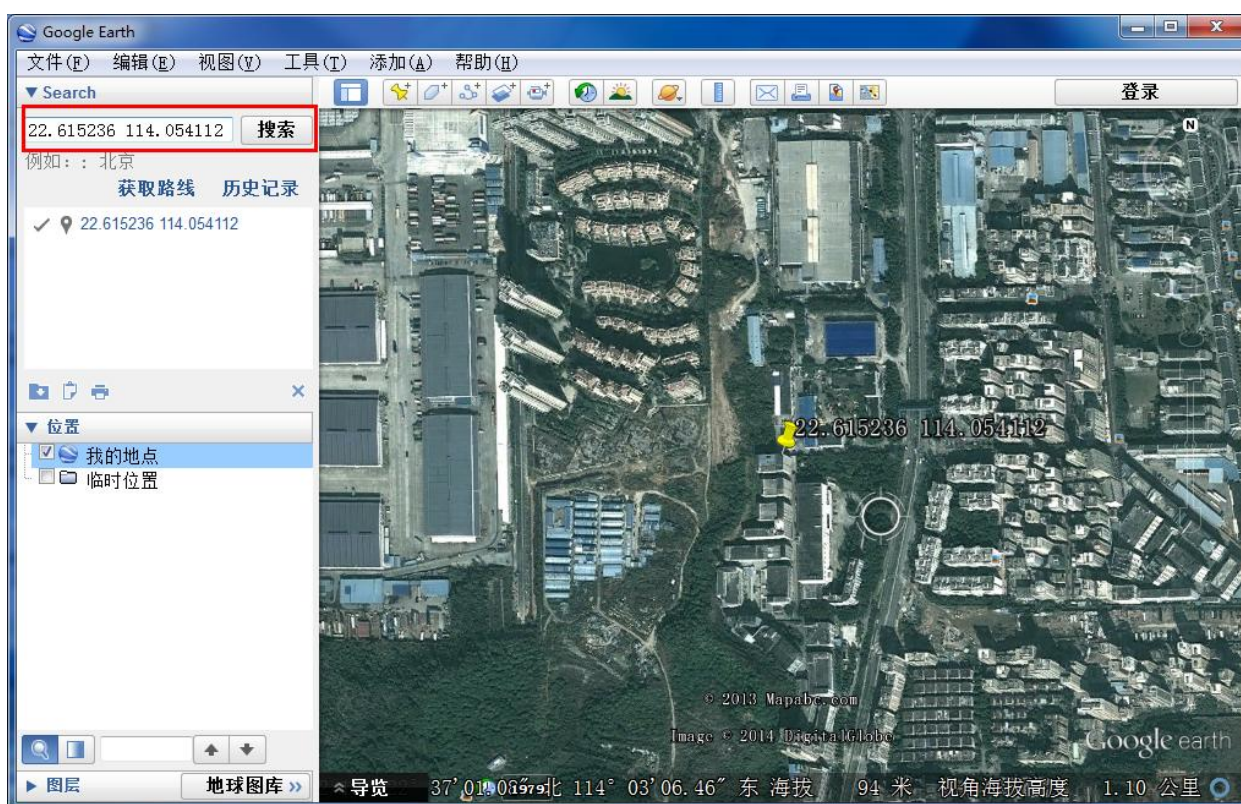 Google Earth
文件(F) 编辑(E) 视图(V) 工具(T) 添加(A) 帮助(H)
▼ Search
登录
22.615236 114.054112 搜索
例如：: 北京
获取路线 历史记录
22.615236 114.054112
N
22.615236 114.054112
▼ 位置
我的地点
临时位置
© 2013 Mapabc.com
Image © 2014 DigitalGlobe
Google earth
▶ 图层 地球图库 »
导览 37'01.08" 北 114° 03'06.46" 东 海拔 94 米 视角海拔高度 1.10 公里